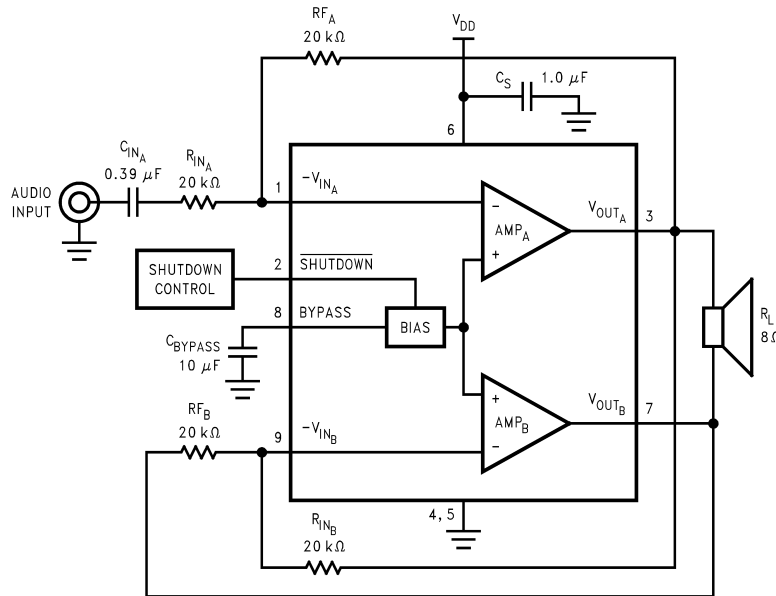 RF_A
20 kΩ
V_DD
C_S 1.0 µF
6
C_IN_A
0.39 µF
R_IN_A
20 kΩ
AUDIO
INPUT
1
-V_IN_A
-
AMP_A
+
V_OUT_A
3
SHUTDOWN
CONTROL
2
SHUTDOWN
8
BYPASS
BIAS
C_BYPASS
10 µF
R_L
8Ω
+
AMP_B
-
V_OUT_B
7
RF_B
20 kΩ
9
-V_IN_B
4, 5
R_IN_B
20 kΩ